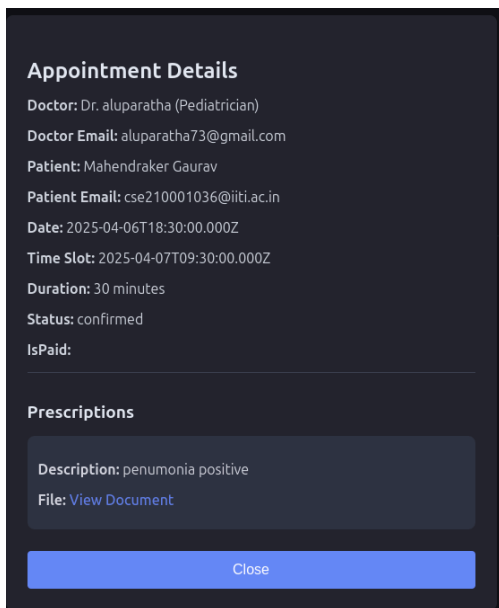 Appointment Details
Doctor: Dr. aluparatha (Pediatrician)
Doctor Email: aluparatha73@gmail.com
Patient: Mahendraker Gaurav
Patient Email: cse210001036@iiti.ac.in
Date: 2025-04-06T18:30:00.000Z
Time Slot: 2025-04-07T09:30:00.000Z
Duration: 30 minutes
Status: confirmed
IsPaid:
Prescriptions
Description: penumonia positive
File: View Document
Close